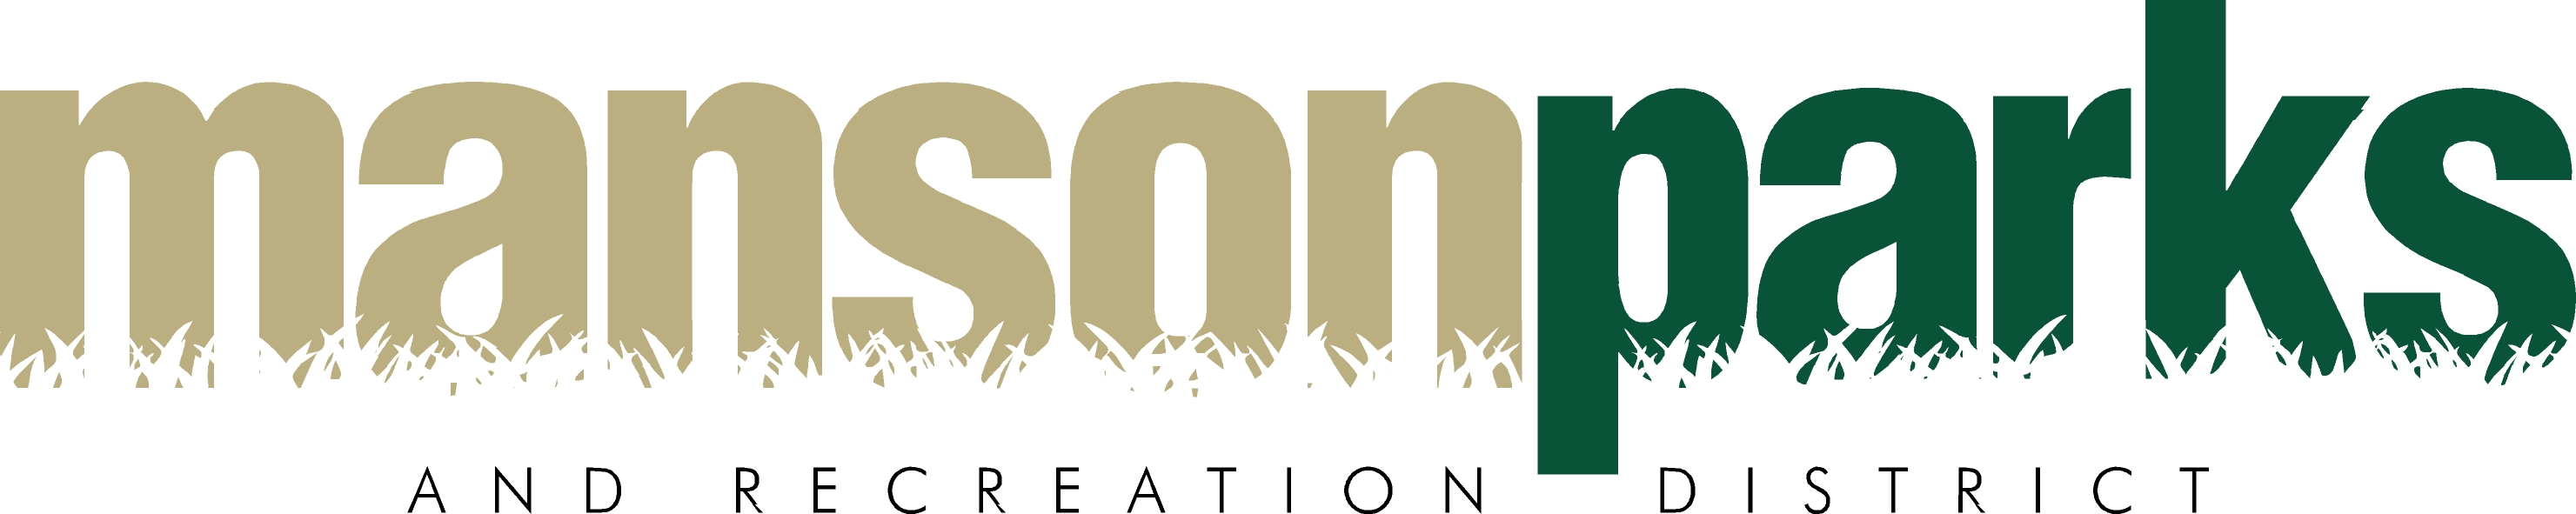 mansonparks
AND RECREATION DISTRICT